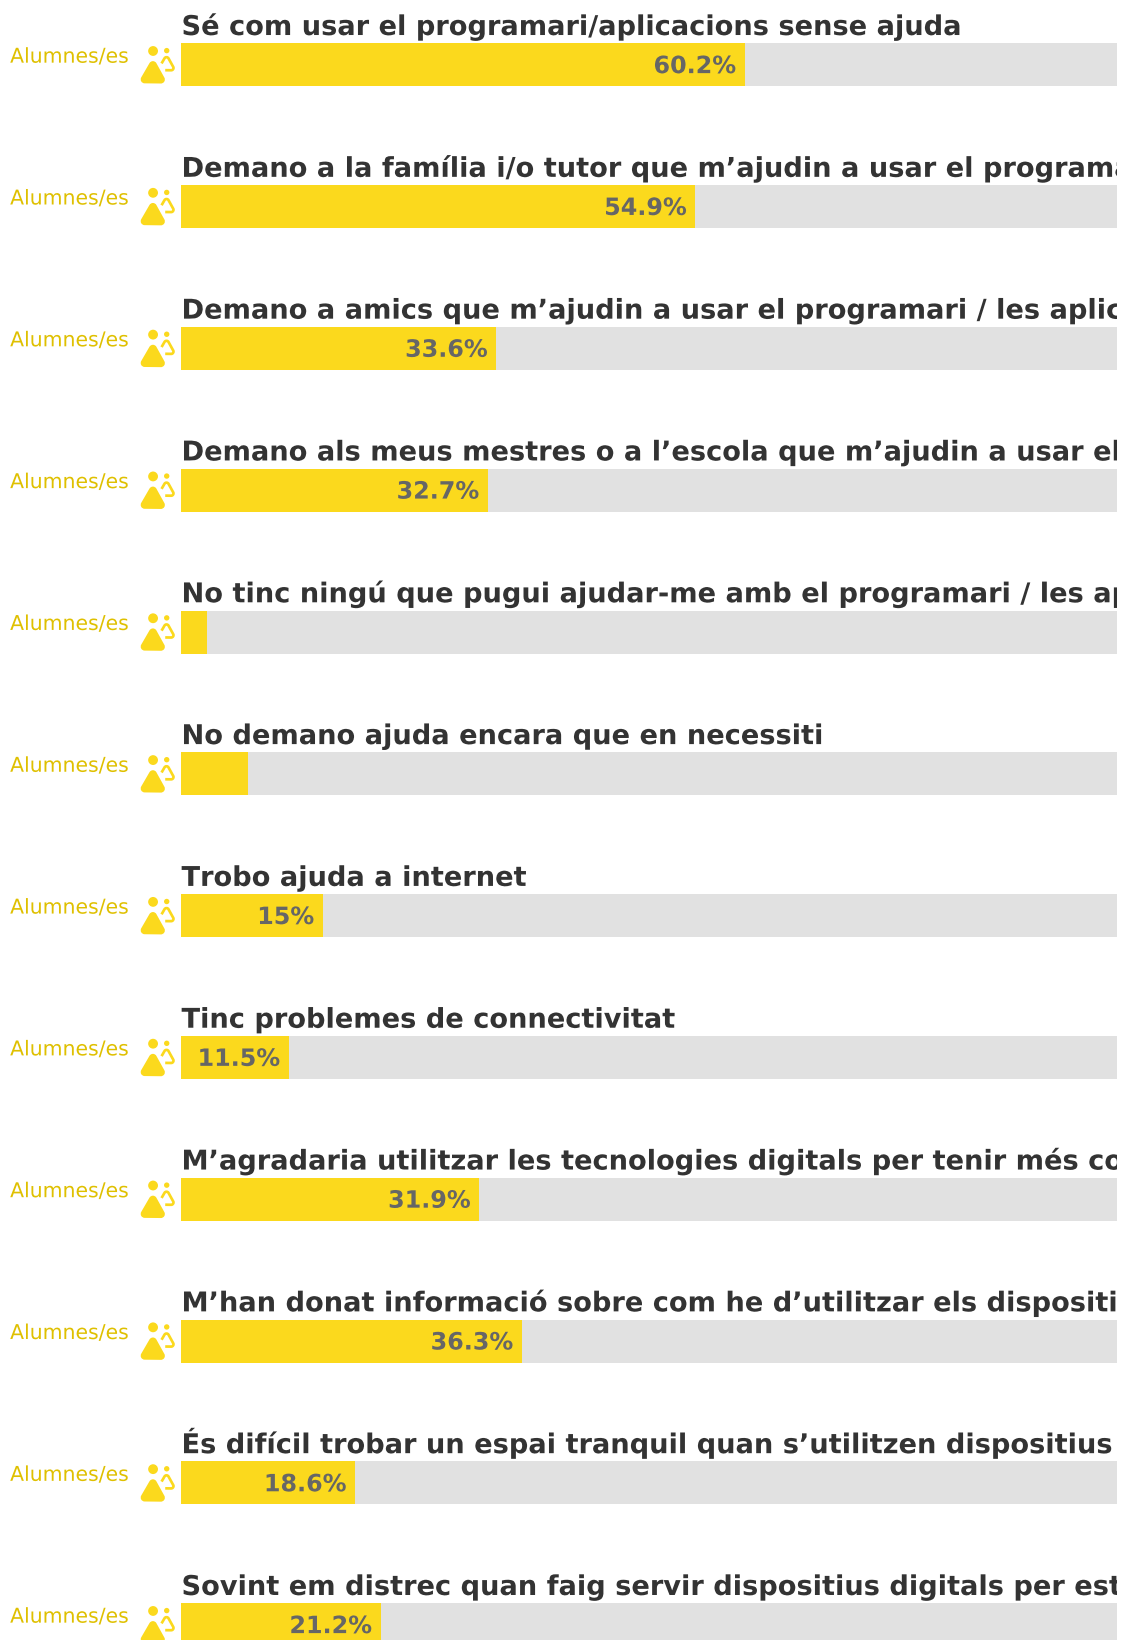 Sé com usar el programari/aplicacions sense ajuda
Alumnes/es
60.2%
Demano a la família i/o tutor que m’ajudin a usar el
Alumnes/es
54.9%
Demano a amics que m’ajudin a usar el programari / les
Alumnes/es
33.6%
Demano als meus mestres o a l’escola que m’ajudin a usar el
Alumnes/es
32.7%
No tinc ningú que pugui ajudar-me amb el programari / les
Alumnes/es
No demano ajuda encara que en necessiti
Alumnes/es
Trobo ajuda a internet
Alumnes/es
15%
Tinc problemes de connectivitat
Alumnes/es
11.5%
M’agradaria utilitzar les tecnologies digitals per tenir més
Alumnes/es
31.9%
M’han donat informació sobre com he d’utilitzar els
Alumnes/es
36.3%
És difícil trobar un espai tranquil quan s’utilitzen dispositius
Alumnes/es
18.6%
Sovint em distrec quan faig servir dispositius digitals per
Alumnes/es
21.2%